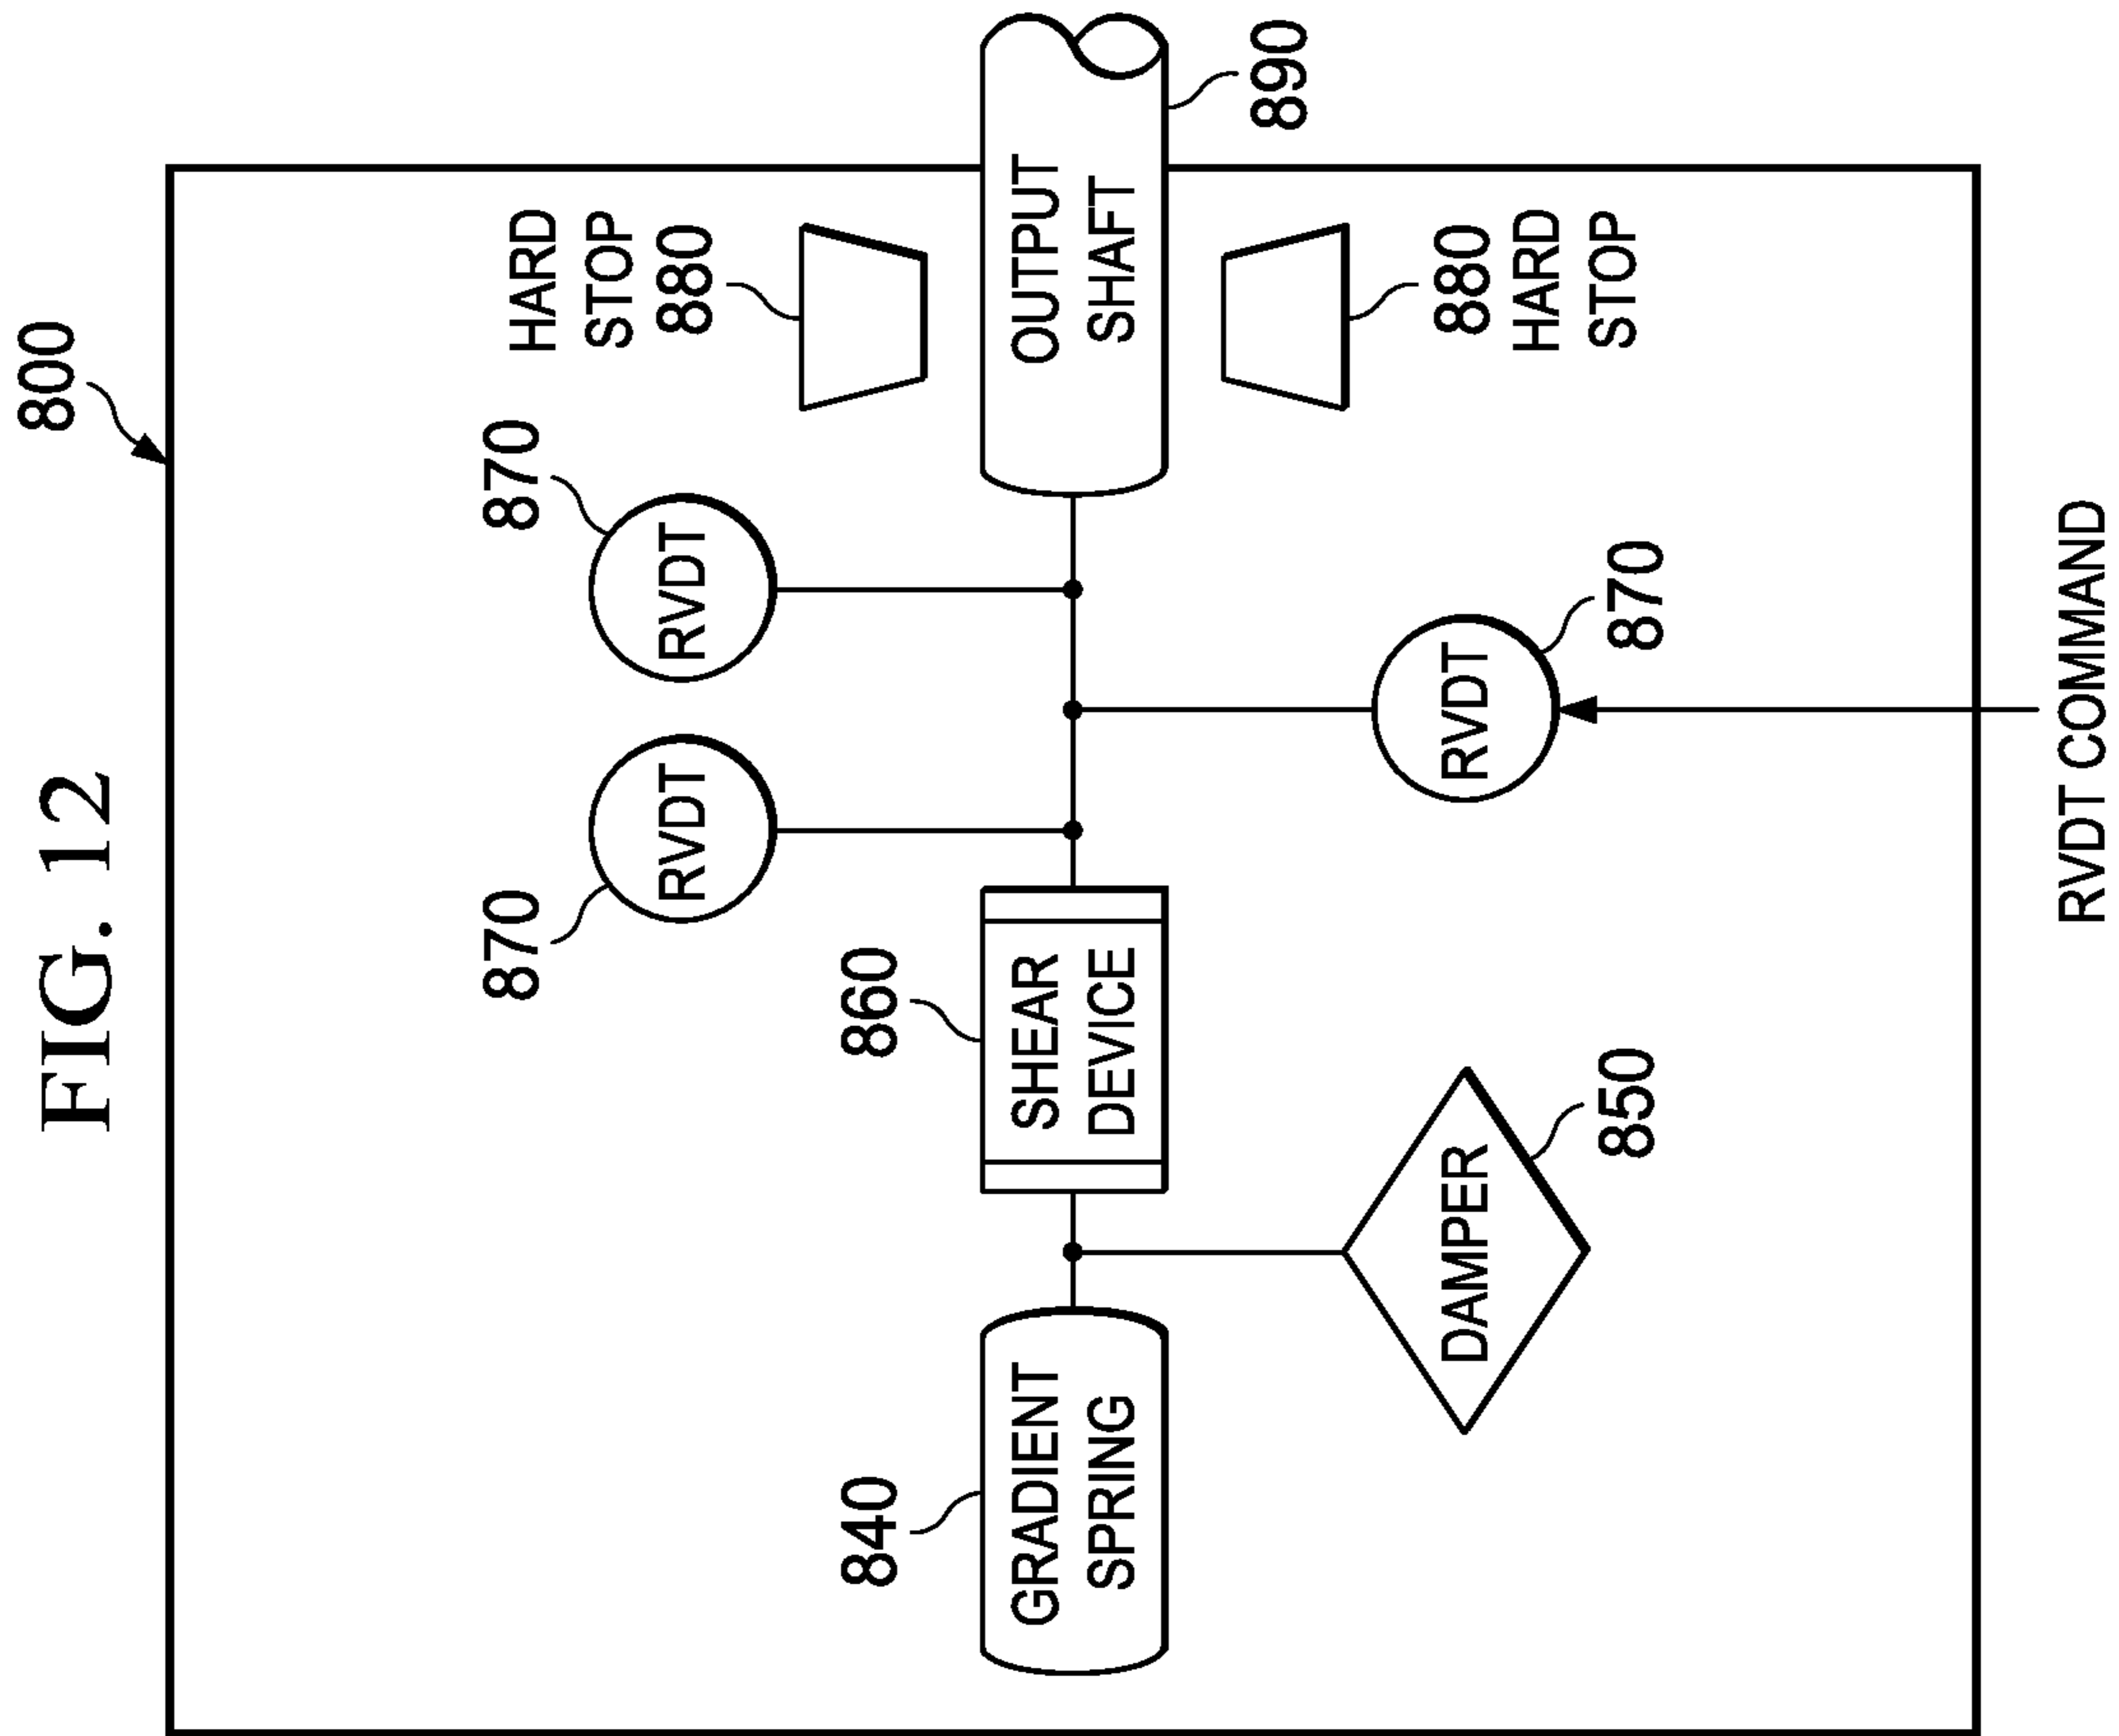 FIG. 12
800
840
GRADIENT
SPRING
DAMPER
850
860
SHEAR
DEVICE
870
RVDT
870
RVDT
RVDT
870
RVDT COMMAND
HARD
STOP
880
OUTPUT
SHAFT
880
HARD
STOP
890